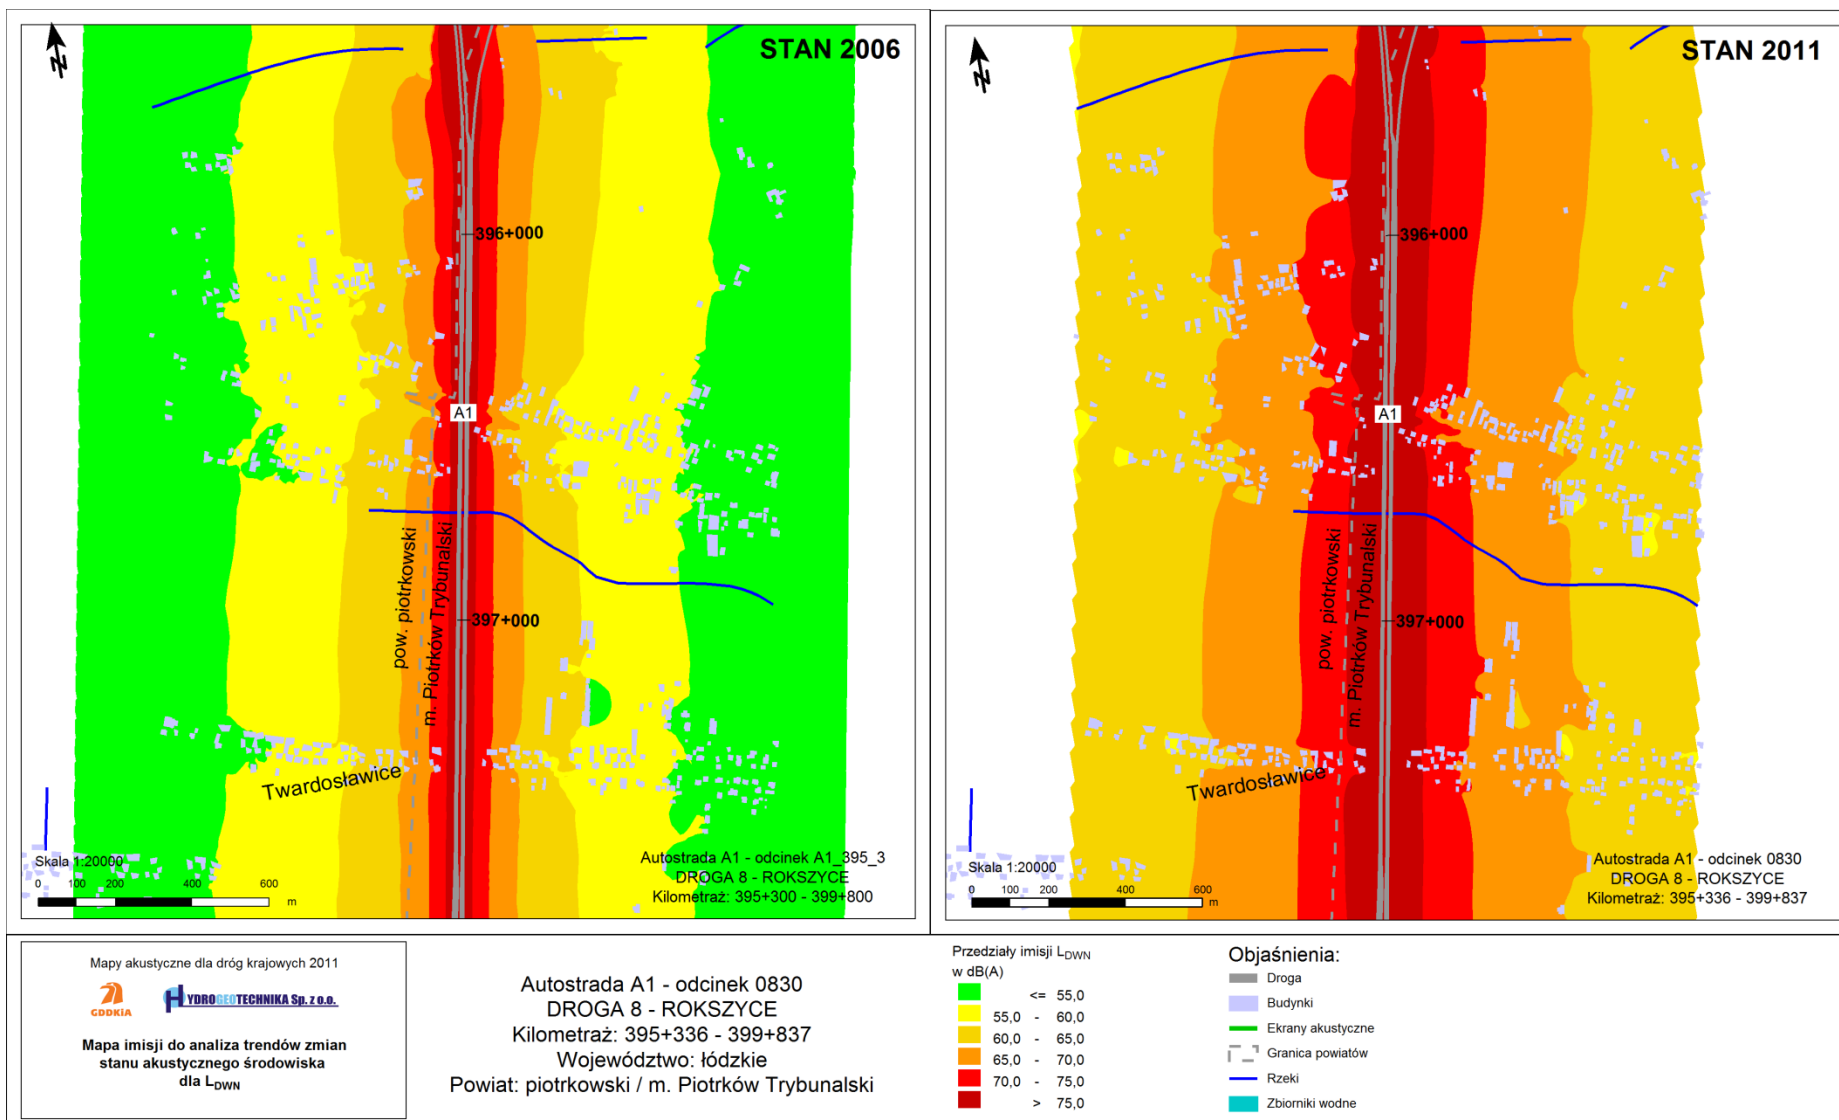 STAN 2006
396+000
A1
pow. piotrkowski
m. Piotrków Trybunalski
397+000
Twardosławice
Skala 1:20000
0 100 200 400 600
m
Autostrada A1 - odcinek A1_395_3
DROGA 8 - ROKSZYCE
Kilometraż: 395+300 - 399+800
STAN 2011
396+000
A1
pow. piotrkowski
m. Piotrków Trybunalski
397+000
Twardosławice
Skala 1:20000
0 100 200 400 600
m
Autostrada A1 - odcinek 0830
DROGA 8 - ROKSZYCE
Kilometraż: 395+336 - 399+837
Mapy akustyczne dla dróg krajowych 2011
GDDKiA
HYDROGEOTECHNIKA Sp. z o.o.
Mapa imisji do analiza trendów zmian
stanu akustycznego środowiska
dla LDWN
Autostrada A1 - odcinek 0830
DROGA 8 - ROKSZYCE
Kilometraż: 395+336 - 399+837
Województwo: łódzkie
Powiat: piotrkowski / m. Piotrków Trybunalski
Przedziały imisji LDWN
w dB(A)
<= 55,0
55,0 - 60,0
60,0 - 65,0
65,0 - 70,0
70,0 - 75,0
> 75,0
Objaśnienia:
Droga
Budynki
Ekrany akustyczne
Granica powiatów
Rzeki
Zbiorniki wodne